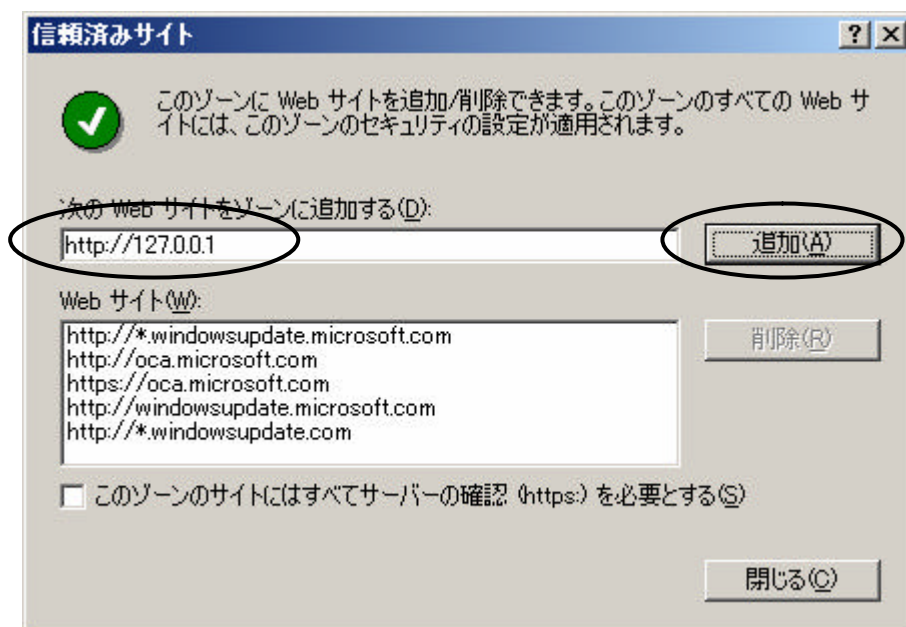 信頼済みサイト
このゾーンに Web サイトを追加/削除できます。このゾーンのすべての Web サ
イトには、このゾーンのセキュリティの設定が適用されます。
次の Web サイトをゾーンに追加する(D):
http://127.0.0.1
追加(A)
Web サイト(W):
http://*.windowsupdate.microsoft.com
http://oca.microsoft.com
https://oca.microsoft.com
http://windowsupdate.microsoft.com
http://*.windowsupdate.com
削除(R)
このゾーンのサイトにはすべてサーバーの確認 (https:) を必要とする(S)
閉じる(C)